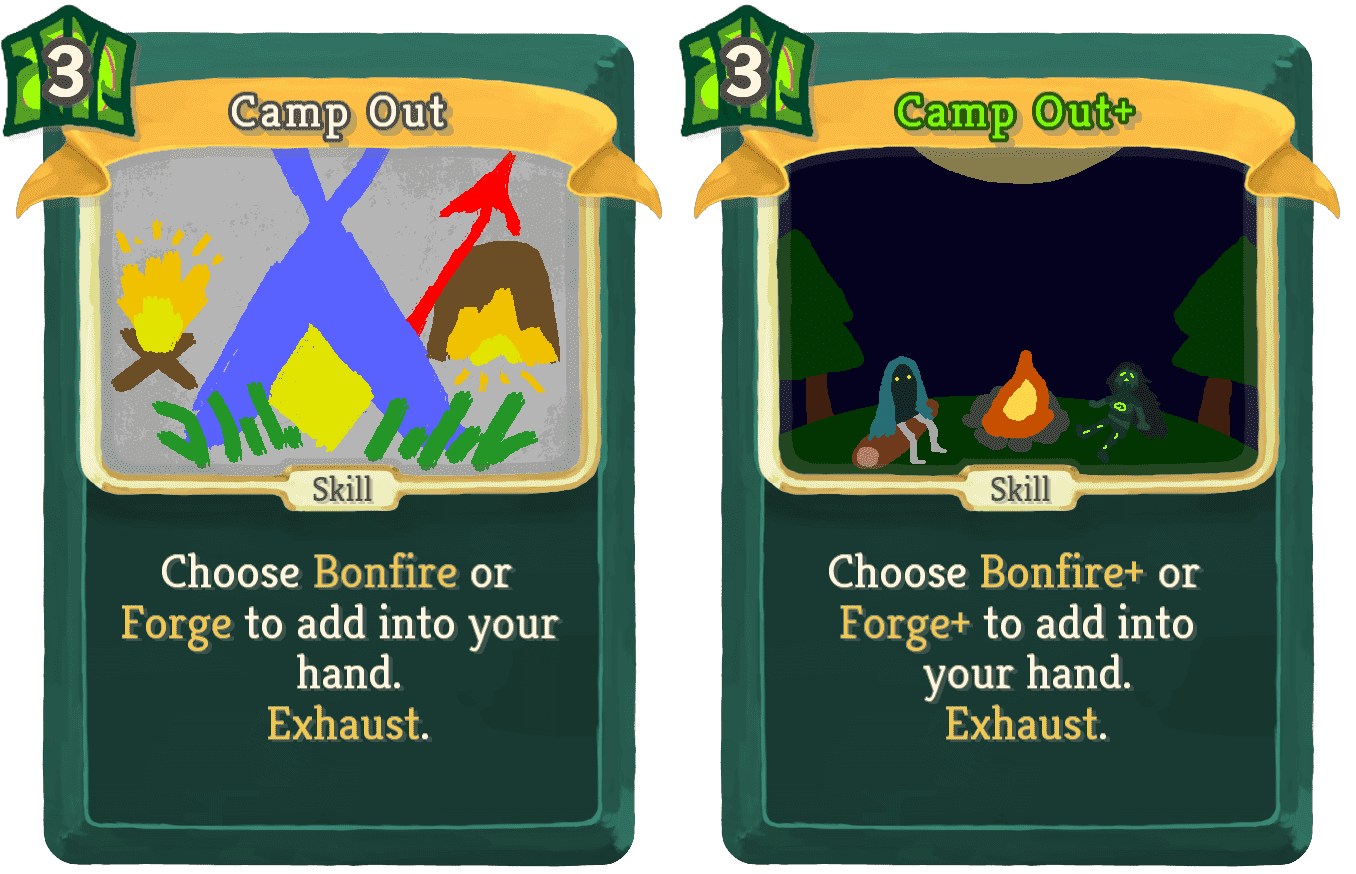 3
Camp Out
Skill
Choose Bonfire or
Forge to add into your
hand.
Exhaust.
3
Camp Out+
Skill
Choose Bonfire+ or
Forge+ to add into
your hand.
Exhaust.